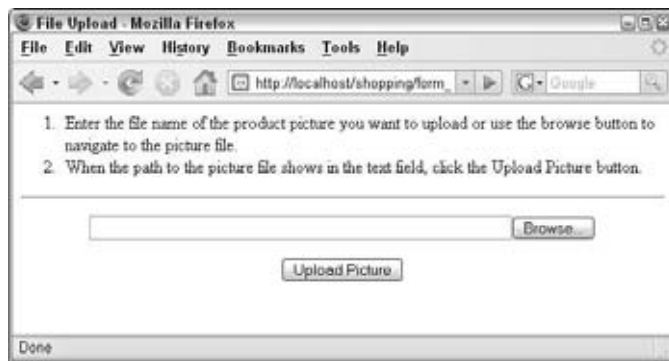 File Upload - Mozilla Firefox
File Edit View History Bookmarks Tools Help
http://localhost/shopping/form_ Google
1. Enter the file name of the product picture you want to upload or use the browse button to
navigate to the picture file.
2. When the path to the picture file shows in the text field, click the Upload Picture button.
Browse...
Upload Picture
Done